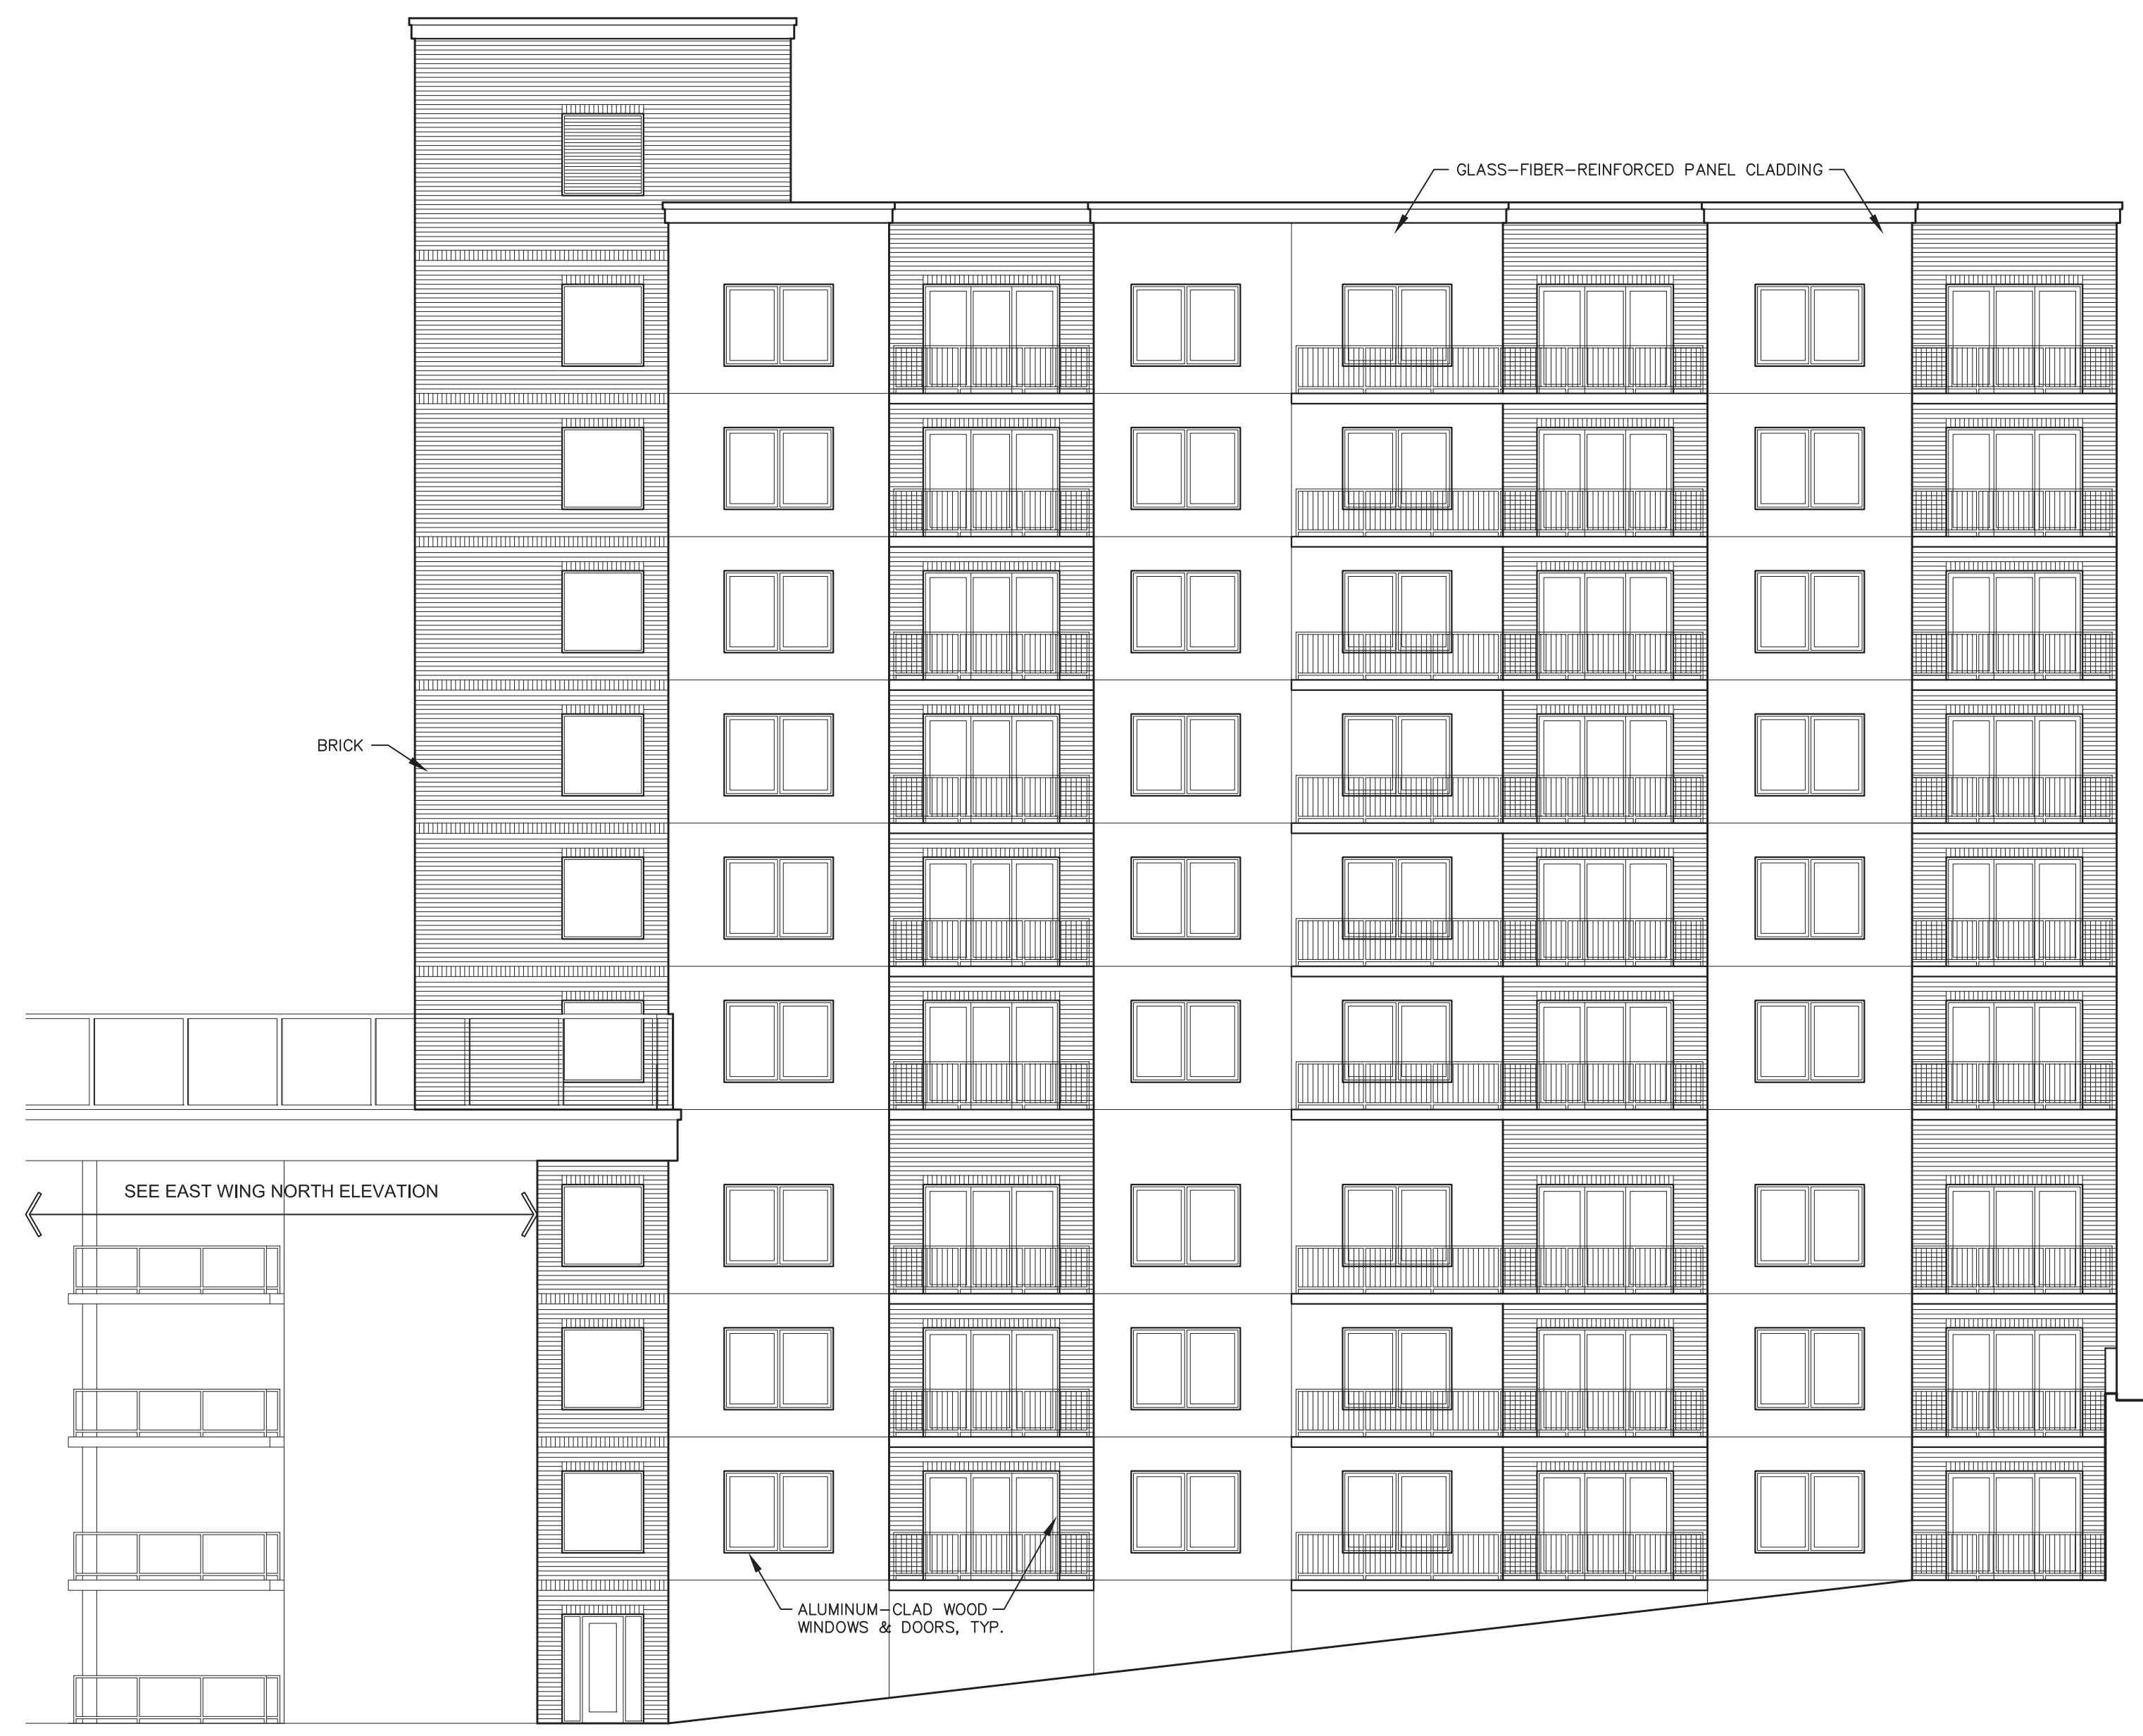 GLASS-FIBER-REINFORCED PANEL CLADDING
BRICK
SEE EAST WING NORTH ELEVATION
ALUMINUM-CLAD WOOD
WINDOWS & DOORS, TYP.